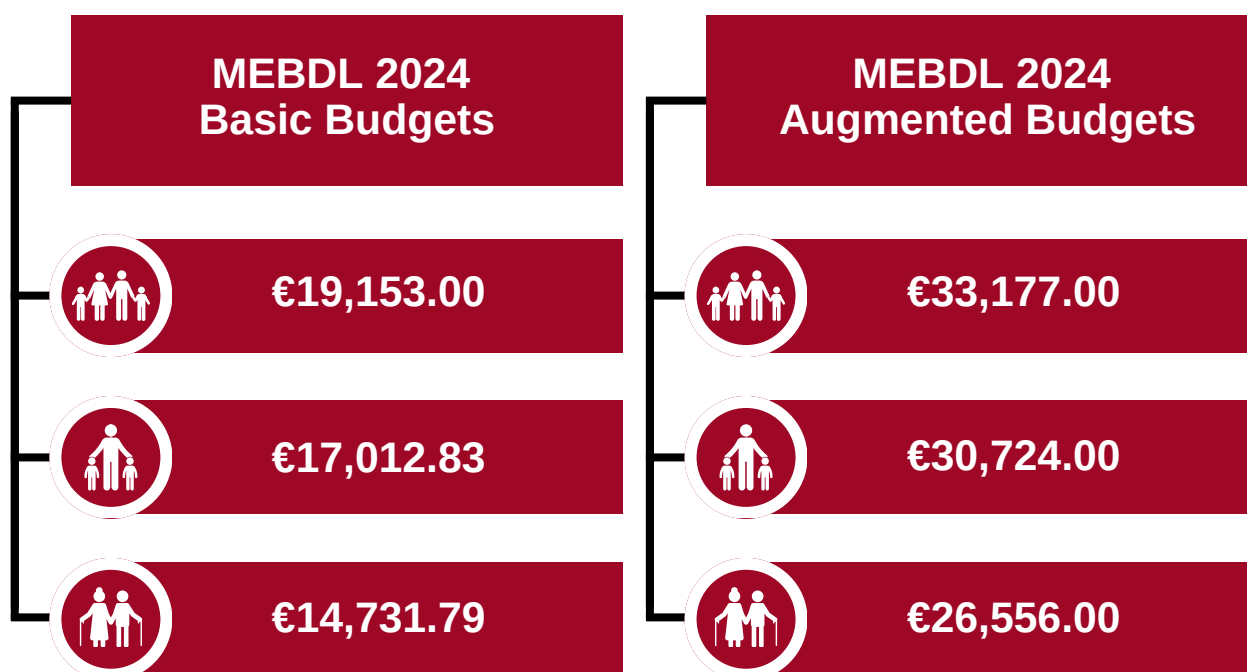 MEBDL 2024
Basic Budgets
€19,153.00
€17,012.83
€14,731.79
MEBDL 2024
Augmented Budgets
€33,177.00
€30,724.00
€26,556.00